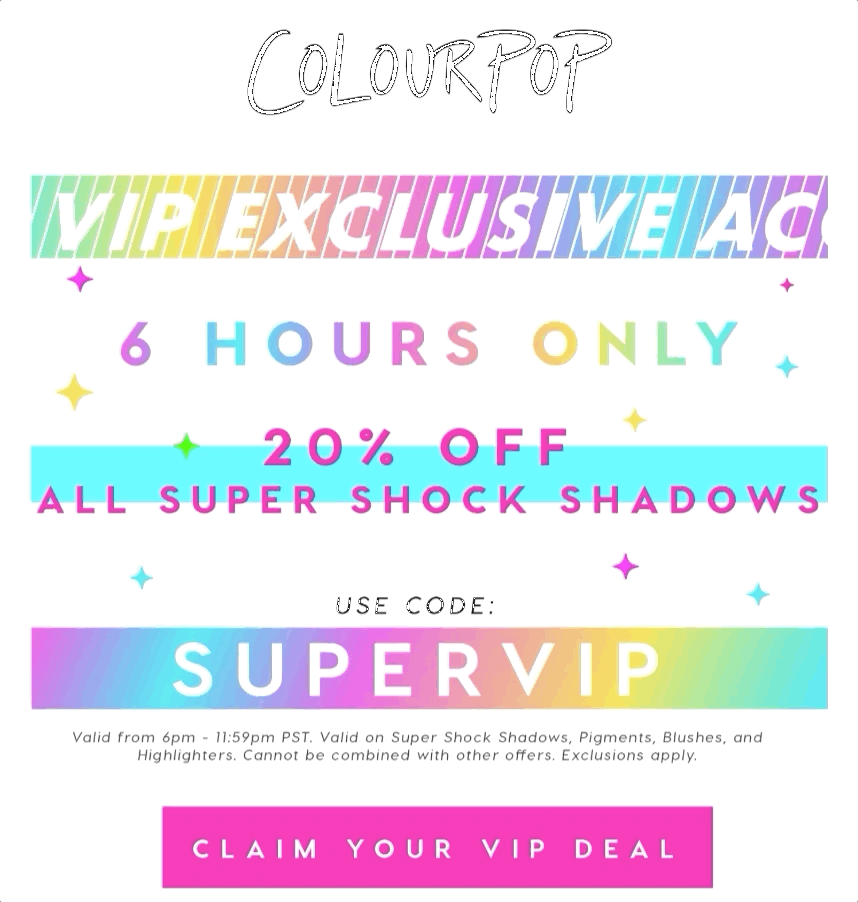 COLOURPOP
VIP EXCLUSIVE
6 HOURS ONLY
20% OFF
ALL SUPER SHOCK SHADOWS
USE CODE:
SUPERVIP
Valid from 6pm - 11:59pm PST. Valid on Super Shock Shadows, Pigments, Blushes, and
Highlighters. Cannot be combined with other offers. Exclusions apply.
CLAIM YOUR VIP DEAL